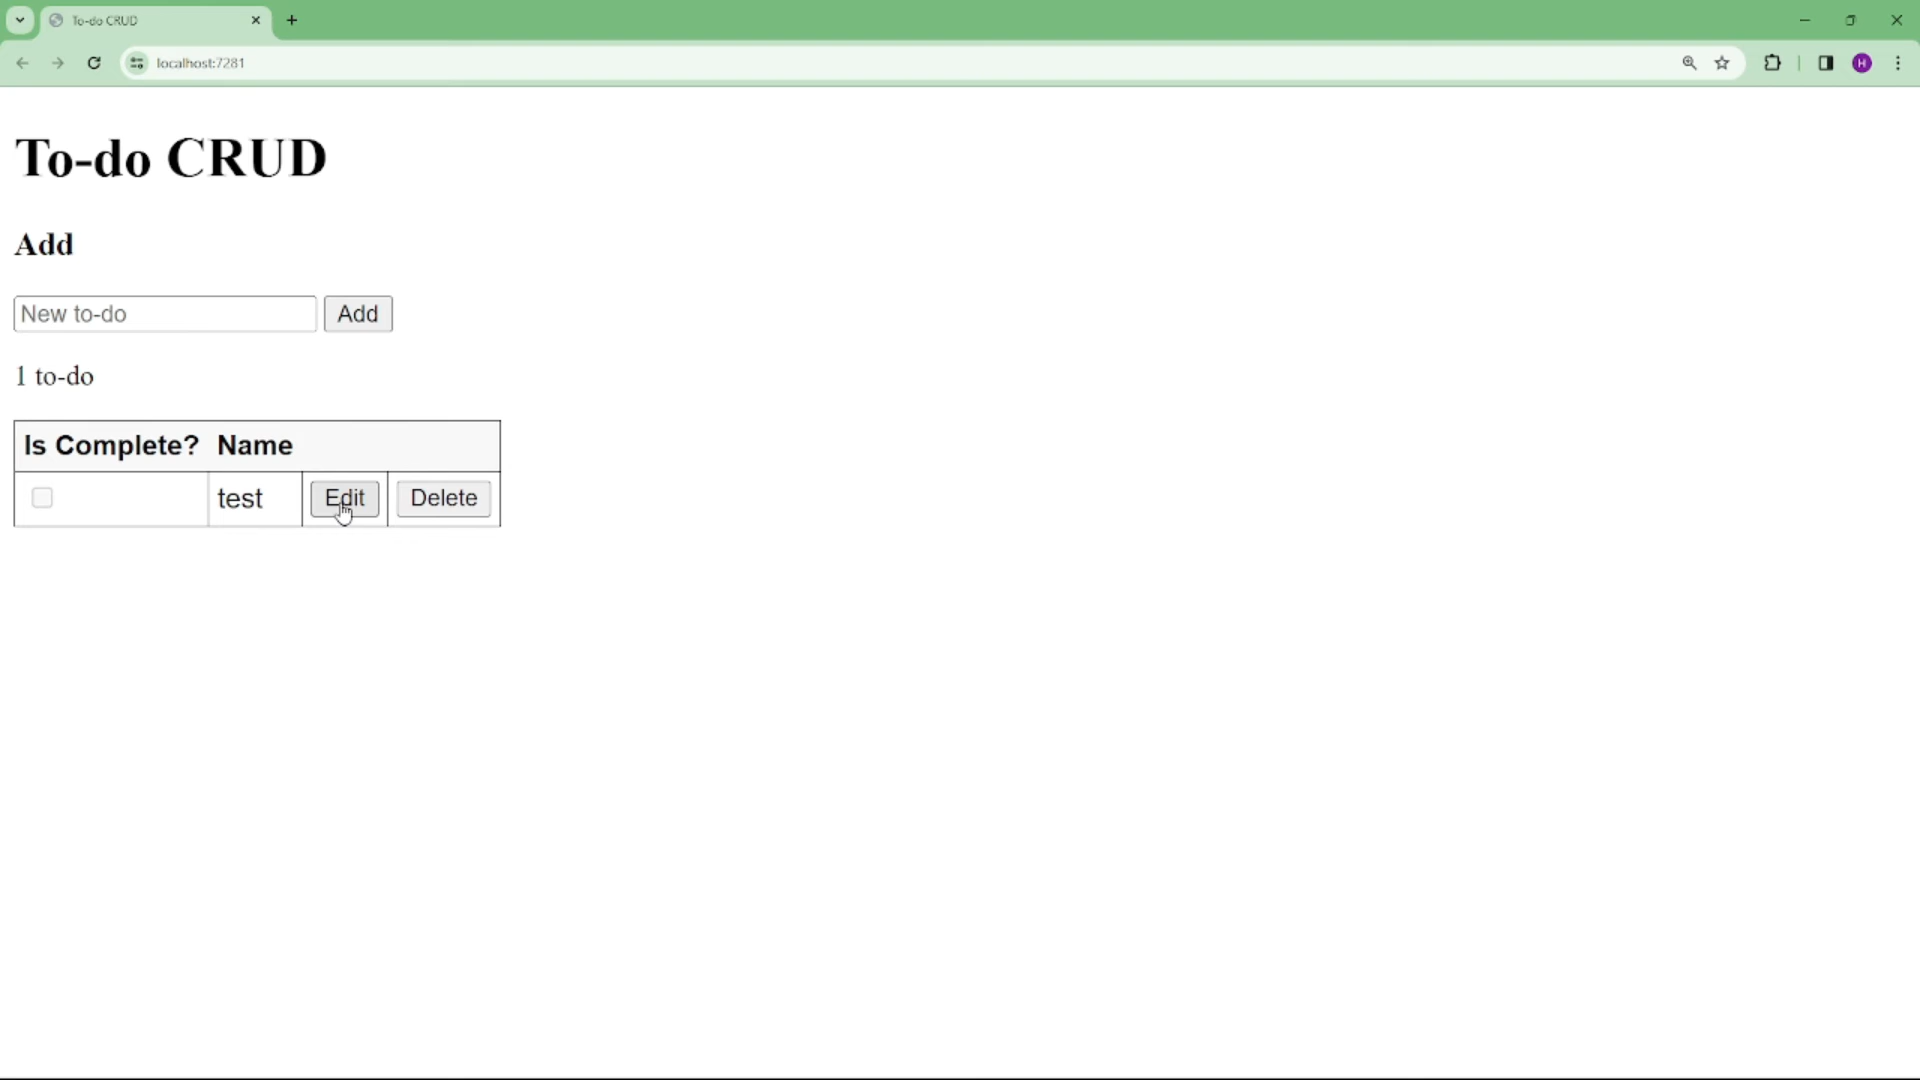 To-do CRUD
localhost:7281
H
To-do CRUD
Add
New to-do Add
1 to-do
Is Complete? Name
test Edit Delete